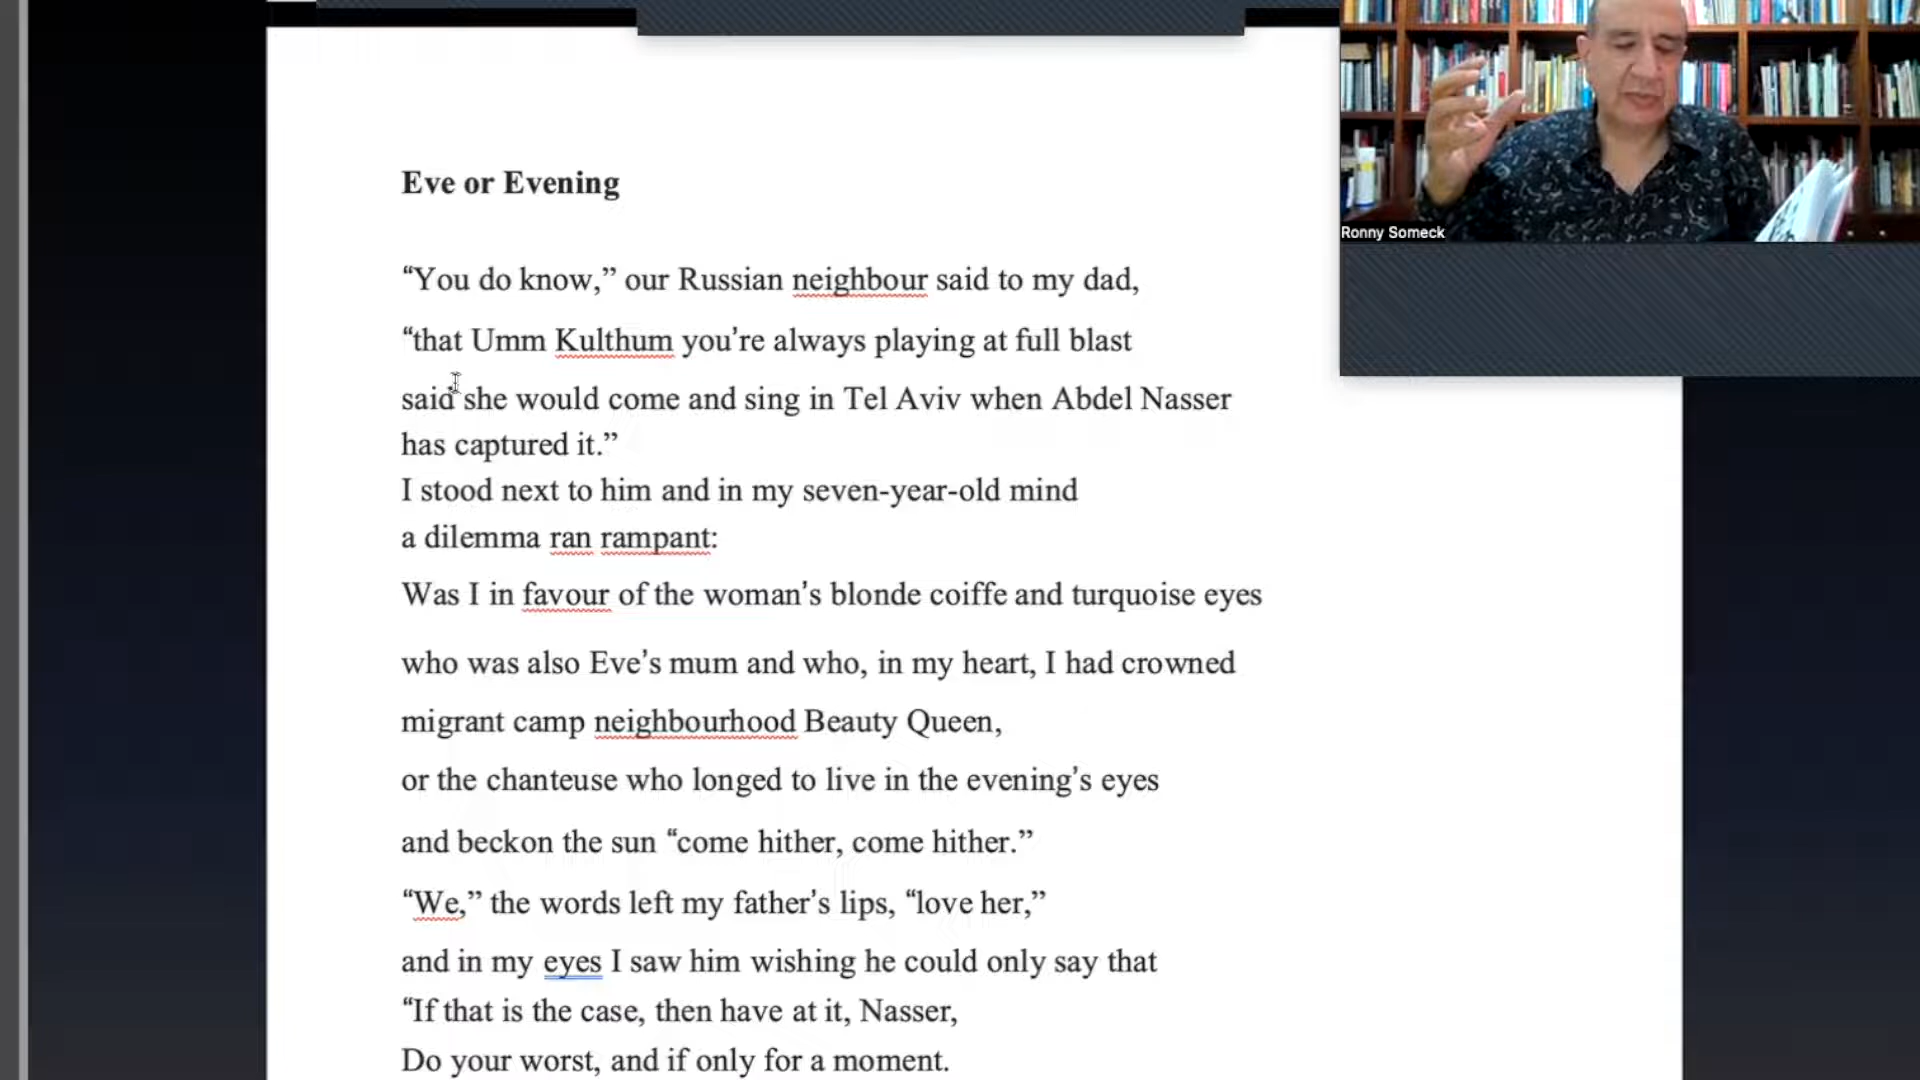 Eve or Evening
“You do know,” our Russian neighbour said to my dad,
“that Umm Kulthum you’re always playing at full blast
said she would come and sing in Tel Aviv when Abdel Nasser
has captured it.”
I stood next to him and in my seven-year-old mind
a dilemma ran rampant:
Was I in favour of the woman’s blonde coiffe and turquoise eyes
who was also Eve’s mum and who, in my heart, I had crowned
migrant camp neighbourhood Beauty Queen,
or the chanteuse who longed to live in the evening’s eyes
and beckon the sun “come hither, come hither.”
“We,” the words left my father’s lips, “love her,”
and in my eyes I saw him wishing he could only say that
“If that is the case, then have at it, Nasser,
Do your worst, and if only for a moment.
Ronny Someck